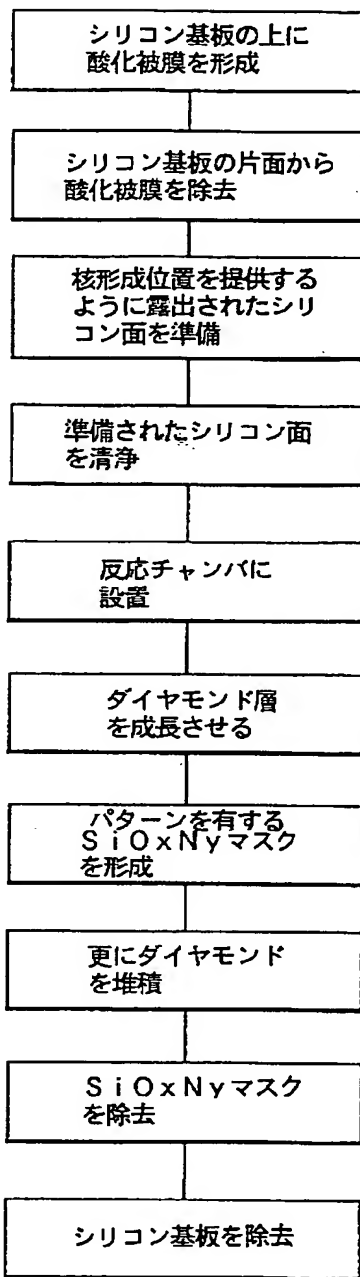 シリコン基板の上に
酸化被膜を形成
シリコン基板の片面から
酸化被膜を除去
核形成位置を提供する
ように露出されたシリ
コン面を準備
準備されたシリコン面
を清浄
反応チャンバに
設置
ダイヤモンド層
を成長させる
パターンを有する
ＳｉＯｘＮｙマスク
を形成
更にダイヤモンド
を堆積
ＳｉＯｘＮｙマスク
を除去
シリコン基板を除去